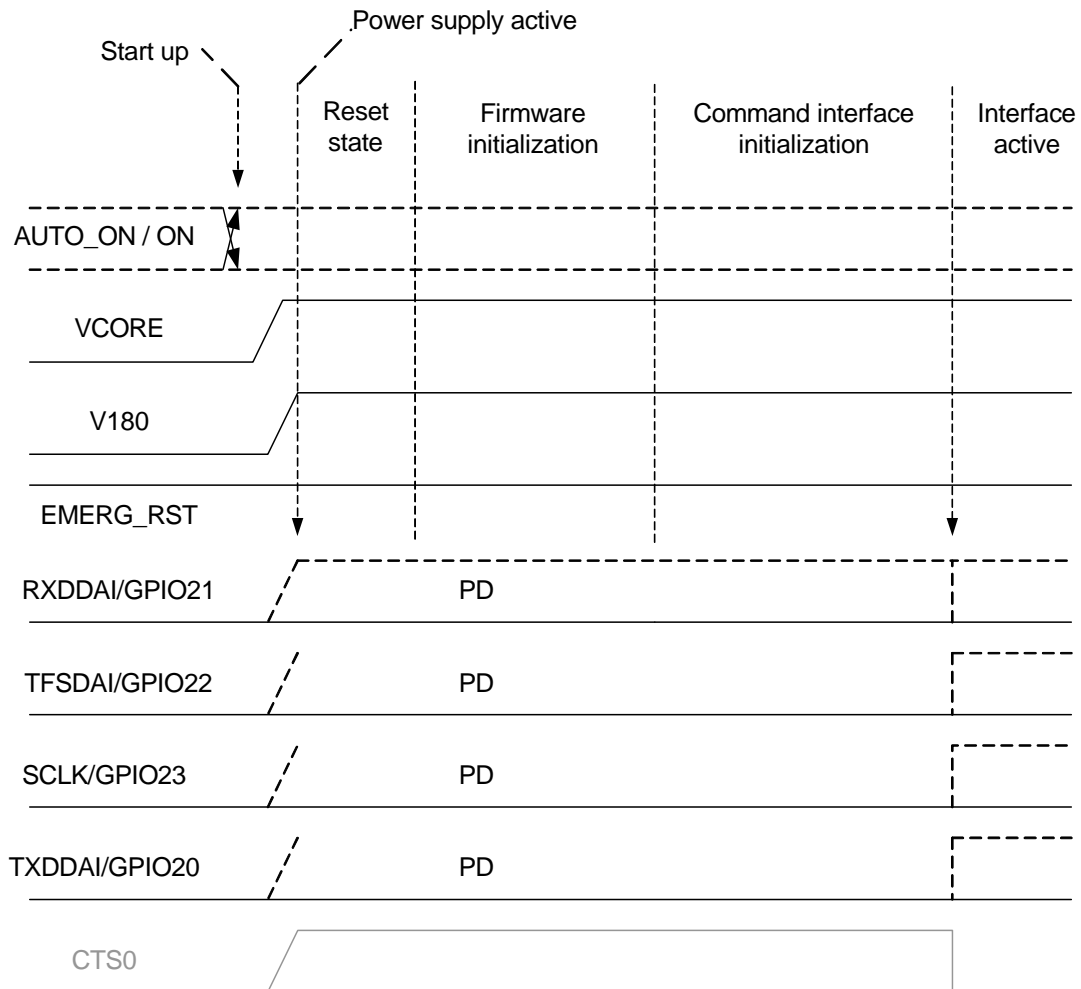 Power supply active
Start up
Reset state
Firmware initialization
Command interface initialization
Interface active
AUTO_ON / ON
VCORE
V180
EMERG_RST
RXDDAI/GPIO21 PD
TFSDAI/GPIO22 PD
SCLK/GPIO23 PD
TXDDAI/GPIO20 PD
CTS0